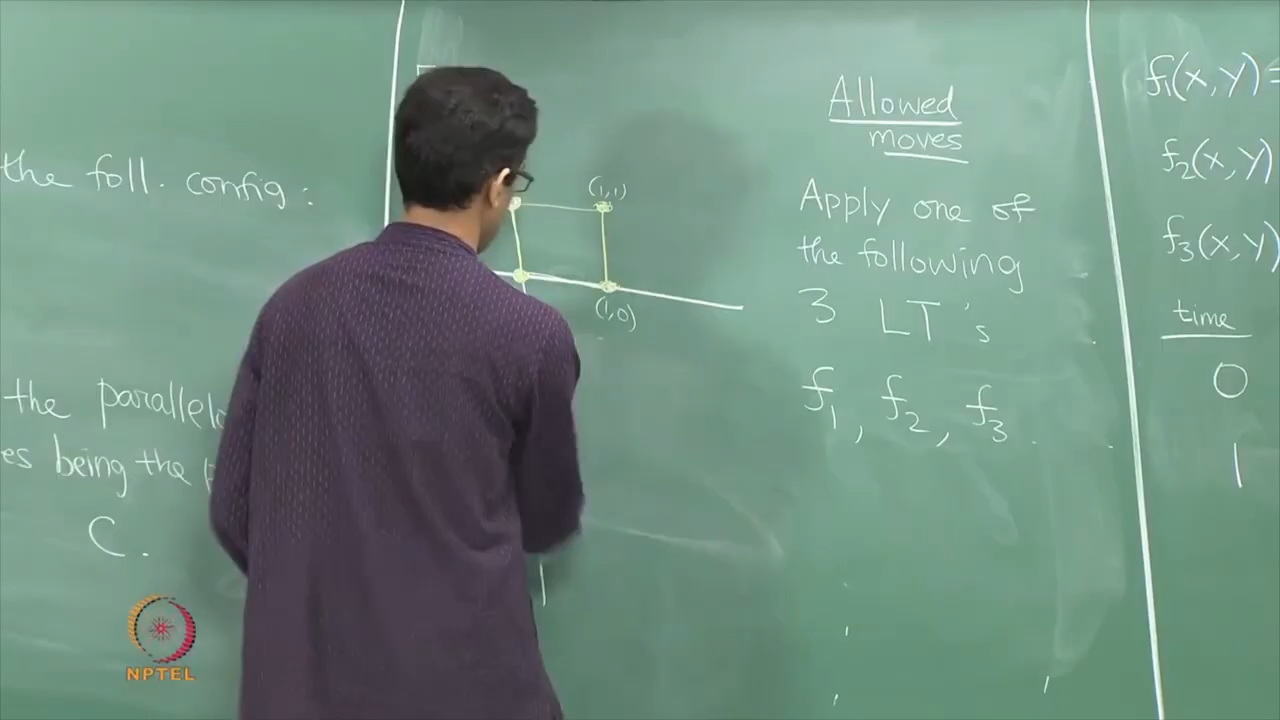 the foll. config:
the
es being the
C.
(1,1)
(1,0)
Allowed
moves
Apply one of
the following
3 LT's
f₁, f₂, f₃.
f₁(x,y)=
f₂(x,y)
f₃(x,y)
time
0
1
NPTEL